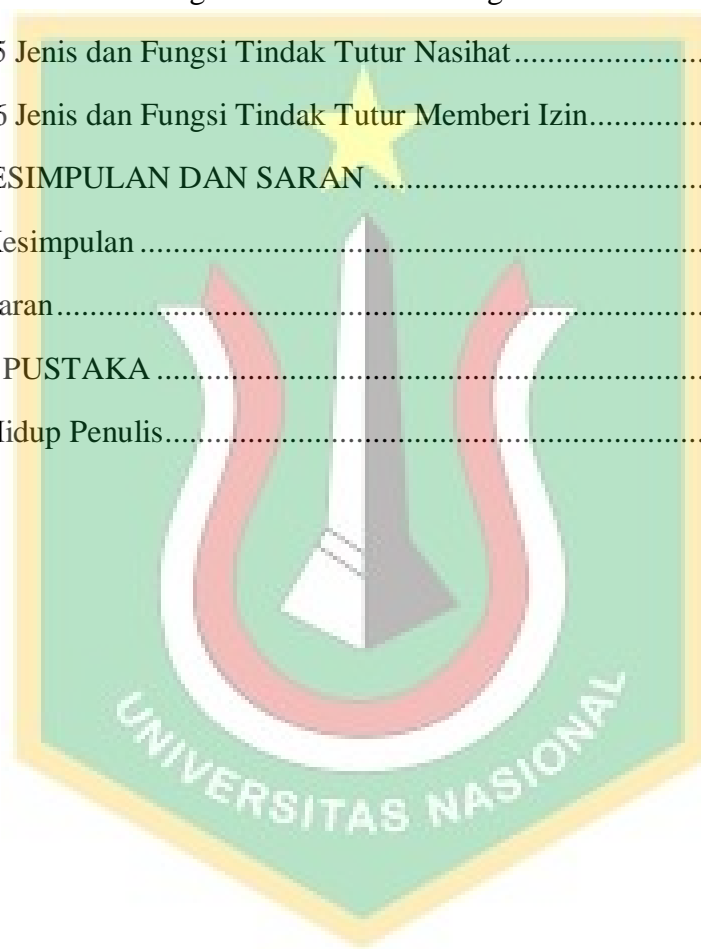 5 Jenis dan Fungsi Tindak Tutur Nasihat........................
6 Jenis dan Fungsi Tindak Tutur Memberi Izin..............
ESIMPULAN DAN SARAN ..........................................
Kesimpulan .......................................................................
aran..................................................................................
PUSTAKA .....................................................................
Hidup Penulis...................................................................
UNIVERSITAS NASIONAL